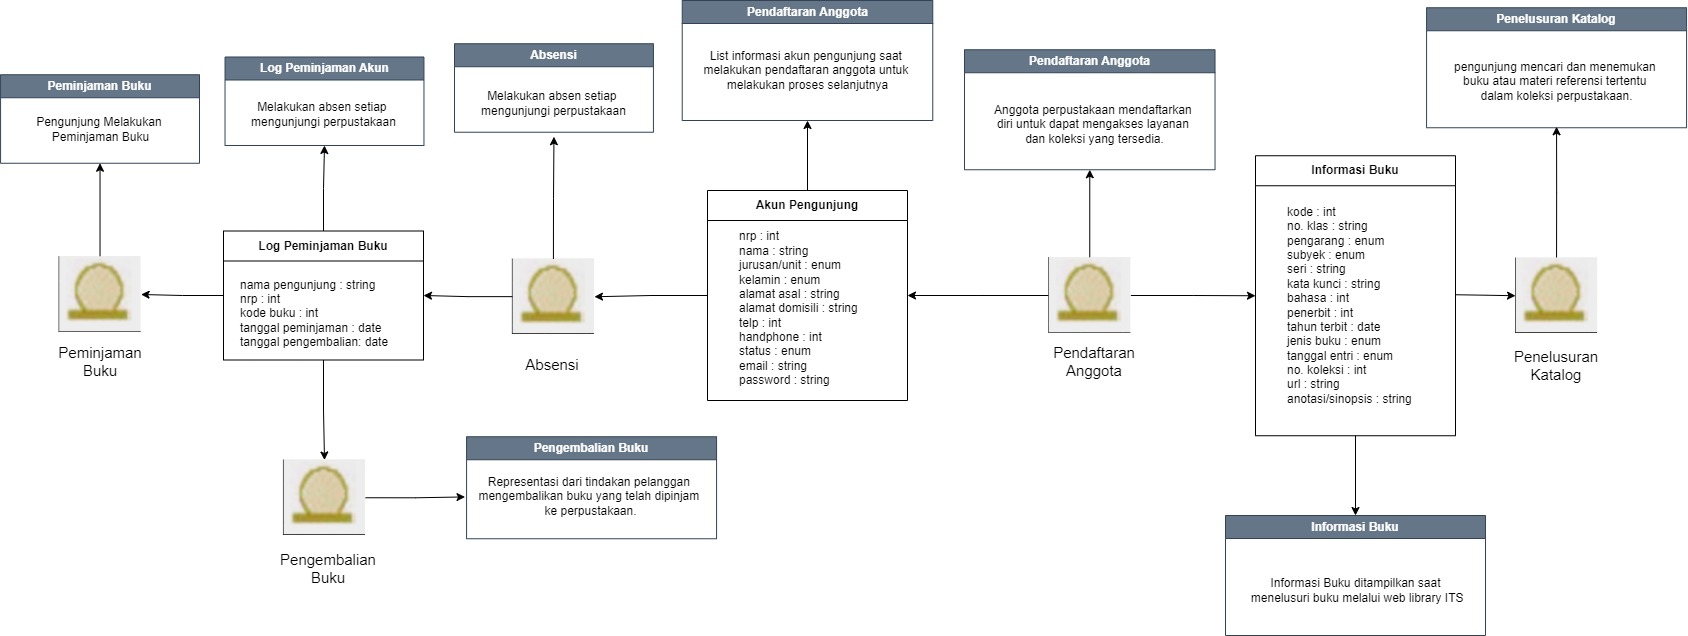 Peminjaman Buku
Pengunjung Melakukan
Peminjaman Buku
Log Peminjaman Akun
Melakukan absen setiap
mengunjungi perpustakaan
Absensi
Melakukan absen setiap
mengunjungi perpustakaan
Pendaftaran Anggota
List informasi akun pengunjung saat
melakukan pendaftaran anggota untuk
melakukan proses selanjutnya
Pendaftaran Anggota
Anggota perpustakaan mendaftarkan
diri untuk dapat mengakses layanan
dan koleksi yang tersedia.
Penelusuran Katalog
pengunjung mencari dan menemukan
buku atau materi referensi tertentu
dalam koleksi perpustakaan.
Peminjaman
Buku
Log Peminjaman Buku
nama pengunjung : string
nrp : int
kode buku : int
tanggal peminjaman : date
tanggal pengembalian: date
Absensi
Akun Pengunjung
nrp : int
nama : string
jurusan/unit : enum
kelamin : enum
alamat asal : string
alamat domisili : string
telp : int
handphone : int
status : enum
email : string
password : string
Pendaftaran
Anggota
Informasi Buku
kode : int
no. klas : string
pengarang : enum
subyek : enum
seri : string
kata kunci : string
bahasa : int
penerbit : int
tahun terbit : date
jenis buku : enum
tanggal entri : enum
no. koleksi : int
url : string
anotasi/sinopsis : string
Penelusuran
Katalog
Pengembalian
Buku
Pengembalian Buku
Representasi dari tindakan pelanggan
mengembalikan buku yang telah dipinjam
ke perpustakaan.
Informasi Buku
Informasi Buku ditampilkan saat
menelusuri buku melalui web library ITS